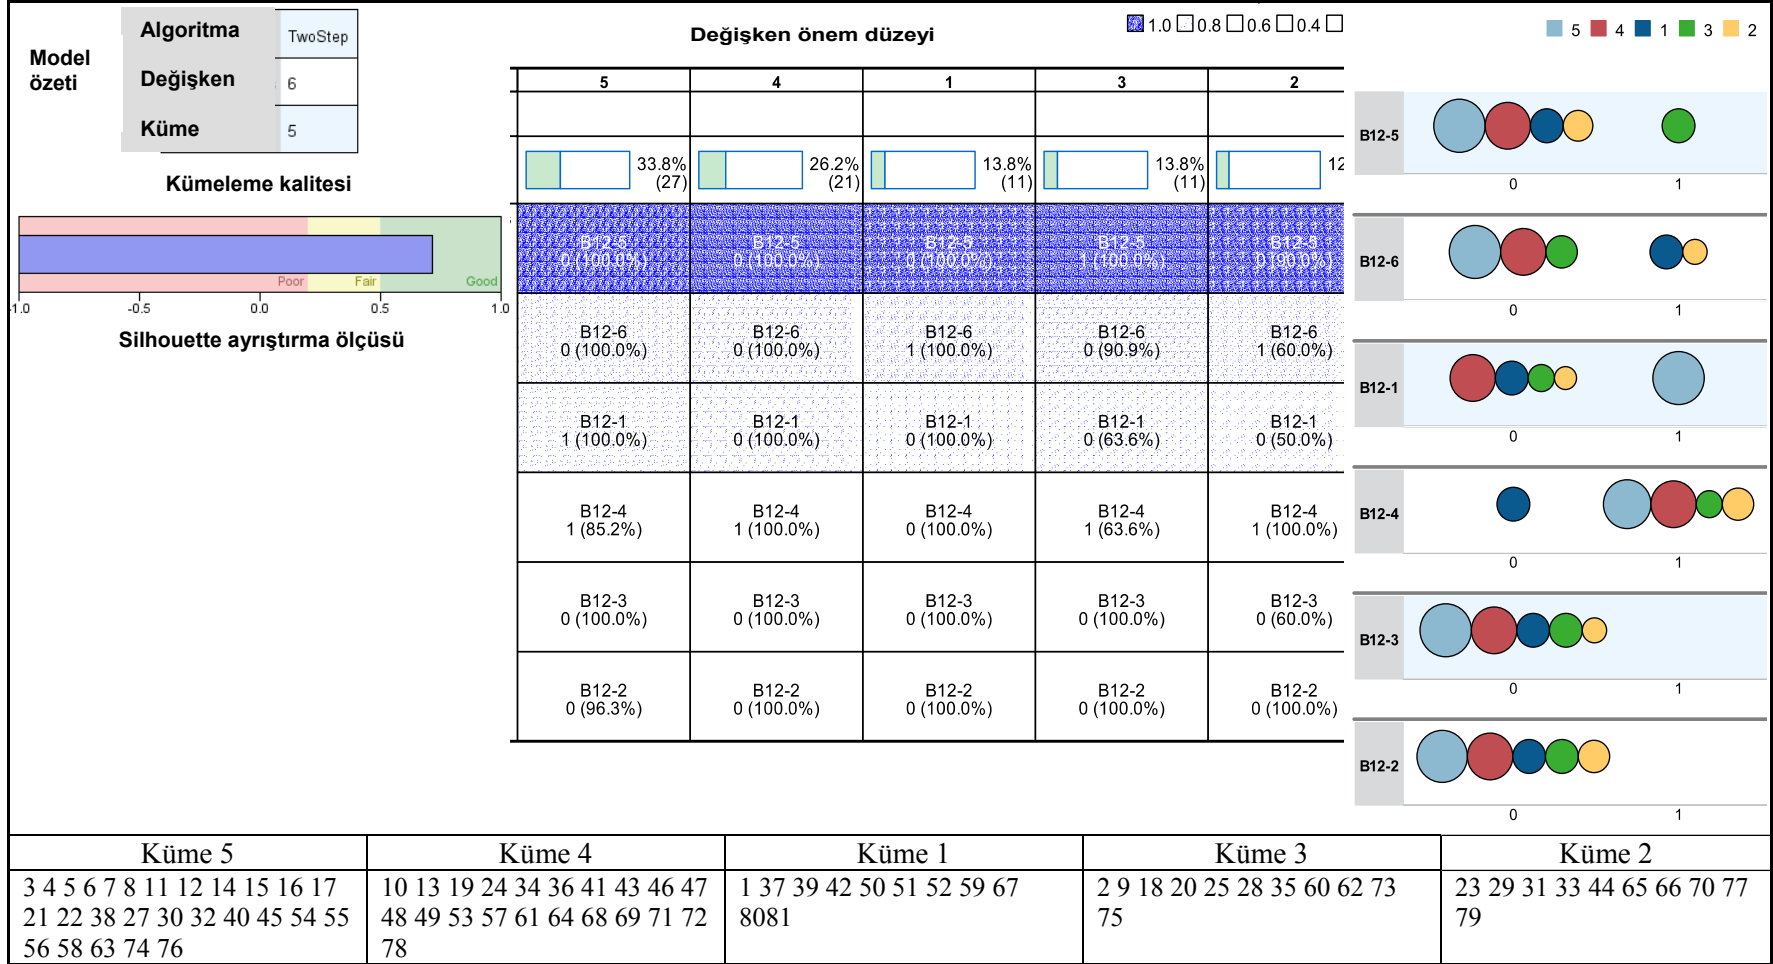 Model
özeti
Algoritma
TwoStep
Değişken
6
Küme
5
Kümeleme kalitesi
Poor
Fair
Good
-0.5
0.0
0.5
1.0
Silhouette ayrıştırma ölçüsü
Değişken önem düzeyi
1.0 0.8 0.6 0.4
5 4 1 3 2
33.8%
(27)
26.2%
(21)
13.8%
(11)
13.8%
(11)
12
B12-5 B12-5 B12-5 B12-5 B12-5
0 (100.0%) 0 (100.0%) 0 (100.0%) 1 (100.0%) 0 (90.0%)
B12-6 B12-6 B12-6 B12-6 B12-6
0 (100.0%) 0 (100.0%) 1 (100.0%) 0 (90.9%) 1 (60.0%)
B12-1 B12-1 B12-1 B12-1 B12-1
1 (100.0%) 0 (100.0%) 0 (100.0%) 0 (63.6%) 0 (50.0%)
B12-4 B12-4 B12-4 B12-4 B12-4
1 (85.2%) 1 (100.0%) 0 (100.0%) 1 (63.6%) 1 (100.0%)
B12-3 B12-3 B12-3 B12-3 B12-3
0 (100.0%) 0 (100.0%) 0 (100.0%) 0 (100.0%) 0 (60.0%)
B12-2 B12-2 B12-2 B12-2 B12-2
0 (96.3%) 0 (100.0%) 0 (100.0%) 0 (100.0%) 0 (100.0%)
5 4 1 3 2
B12-5
0 1
B12-6
0 1
B12-1
0 1
B12-4
0 1
B12-3
0 1
B12-2
0 1
Küme 5
3 4 5 6 7 8 11 12 14 15 16 17
21 22 38 27 30 32 40 45 54 55
56 58 63 74 76
Küme 4
10 13 19 24 34 36 41 43 46 47
48 49 53 57 61 64 68 69 71 72
78
Küme 1
1 37 39 42 50 51 52 59 67
8081
Küme 3
2 9 18 20 25 28 35 60 62 73
75
Küme 2
23 29 31 33 44 65 66 70 77
79